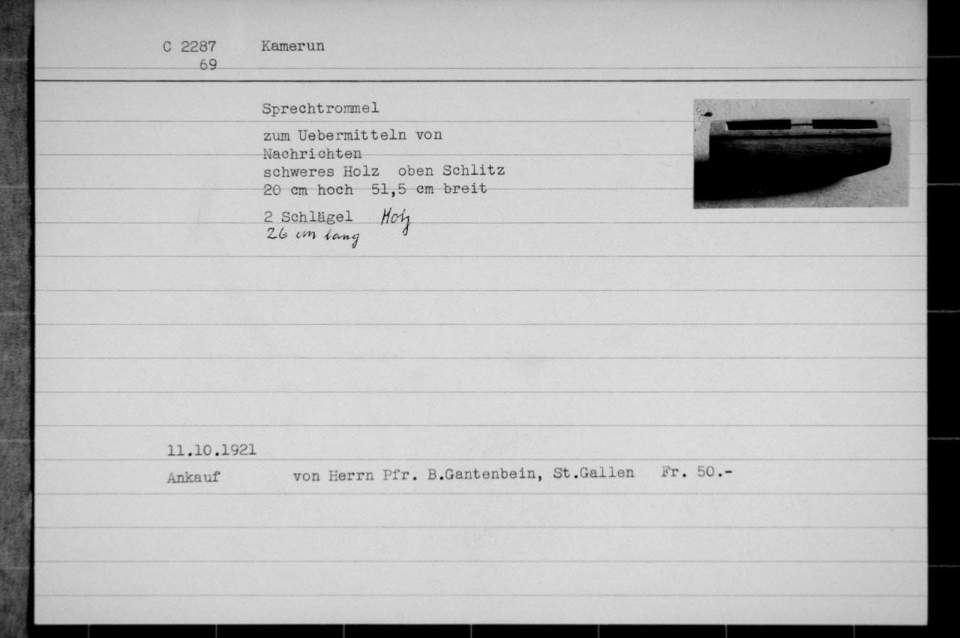 C 2287 Kamerun
69
Sprechtrommel
zum Uebermitteln von
Nachrichten
schweres Holz oben Schlitz
20 cm hoch 51,5 cm breit
2 Schlägel Holz
26 cm lang
11.10.1921
Ankauf von Herrn Pfr. B.Gantenbein, St.Gallen Fr. 50.-